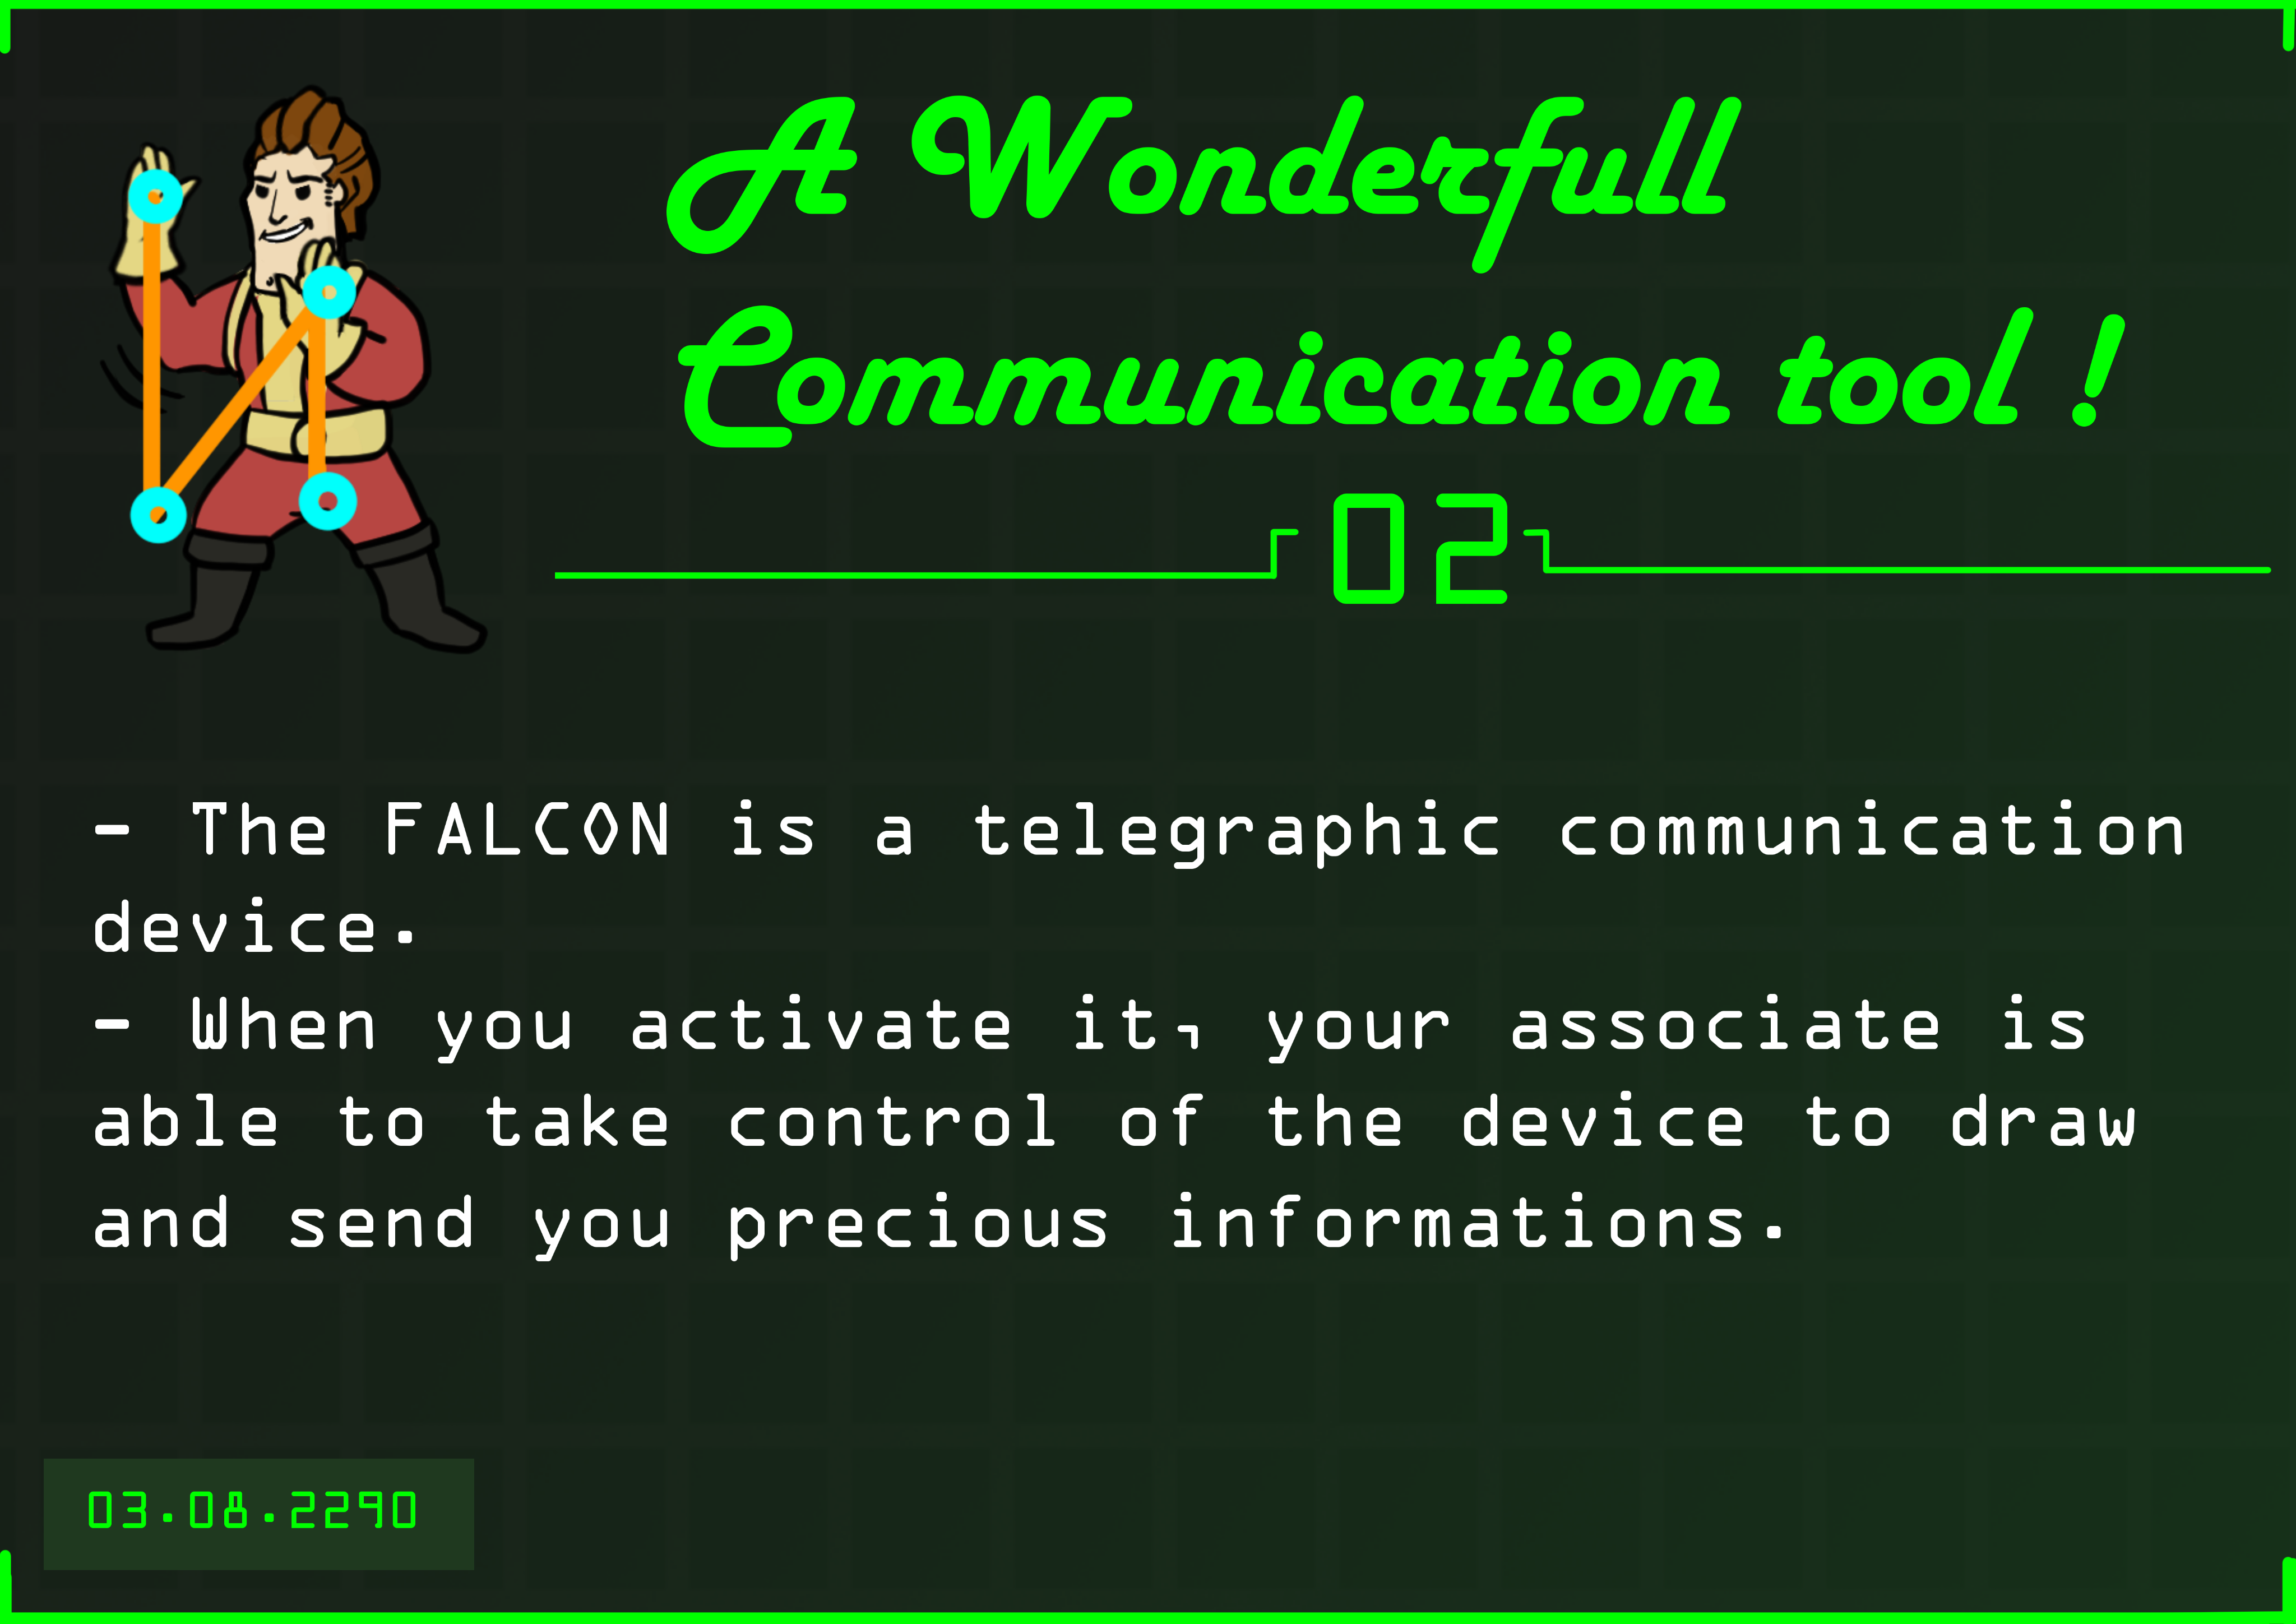 A Wonderfull
Communication tool !
02
- The FALCON is a telegraphic communication
device.
- When you activate it, your associate is
able to take control of the device to draw
and send you precious informations.
03.08.2290